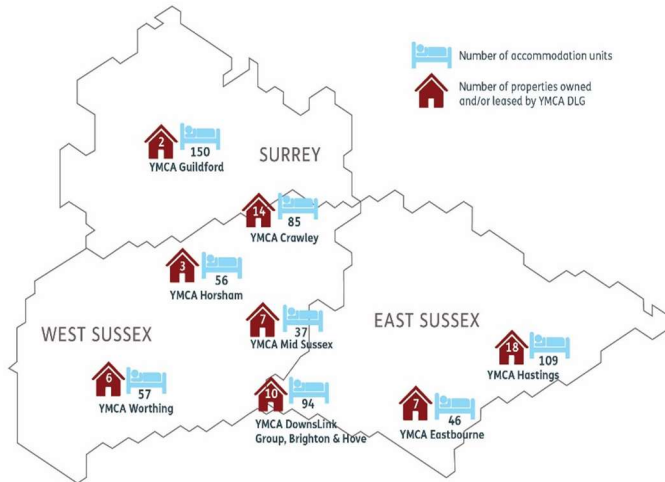 Number of accommodation units
Number of properties owned
and/or leased by YMCA DLG
2
150
YMCA Guildford
SURREY
14
85
YMCA Crawley
3
56
YMCA Horsham
7
37
YMCA Mid Sussex
WEST SUSSEX
EAST SUSSEX
18
109
YMCA Hastings
6
57
YMCA Worthing
10
94
YMCA DownsLink
Group, Brighton & Hove
7
46
YMCA Eastbourne